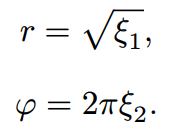 r = √ξ₁,
φ = 2πξ₂.